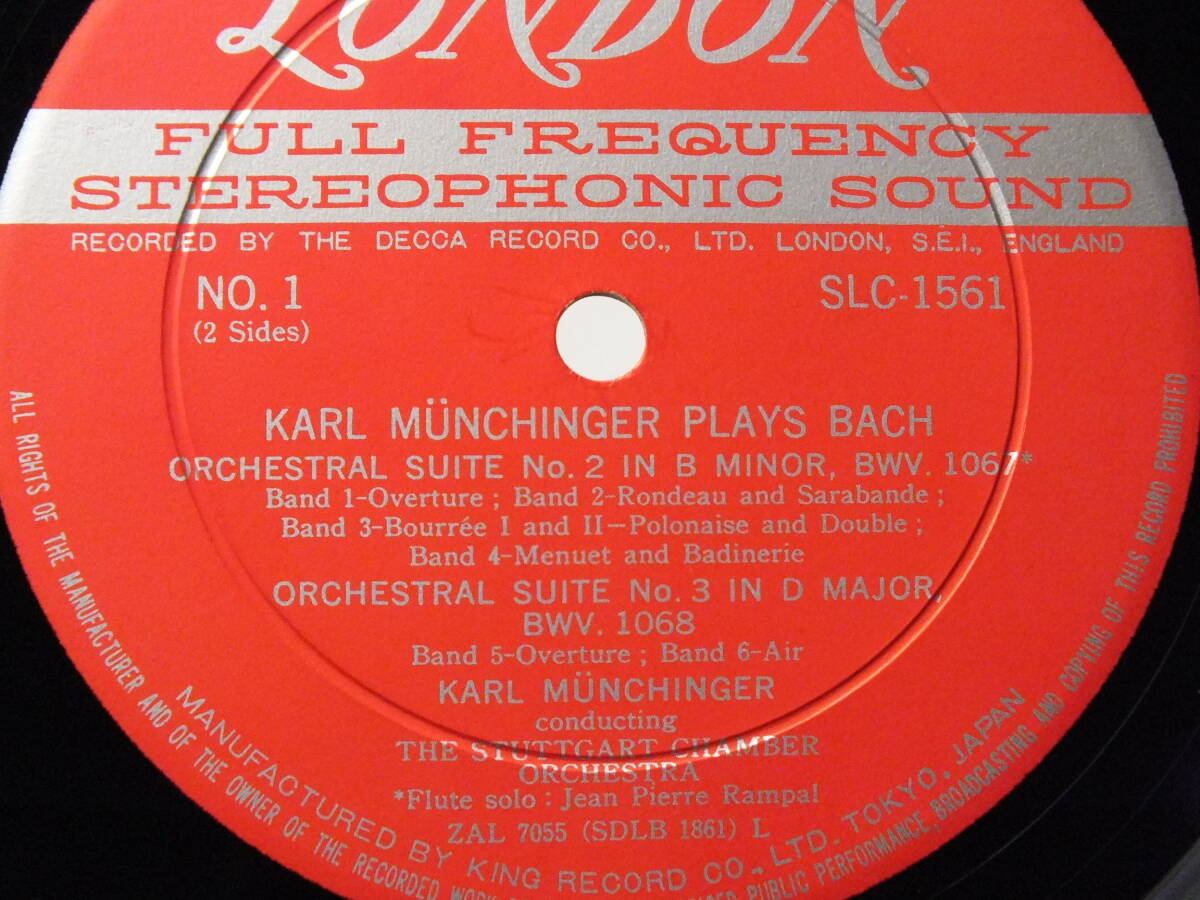 LONDON
FULL FREQUENCY
STEREOPHONIC SOUND
RECORDED BY THE DECCA RECORD CO., LTD. LONDON, S.E.I., ENGLAND
NO. 1
(2 Sides)
SLC-1561
KARL MÜNCHINGER PLAYS BACH
ORCHESTRAL SUITE No. 2 IN B MINOR, BWV. 1067*
Band 1-Overture ; Band 2-Rondeau and Sarabande ;
Band 3-Bourrée I and II—Polonaise and Double ;
Band 4-Menuet and Badinerie
ORCHESTRAL SUITE No. 3 IN D MAJOR,
BWV. 1068
Band 5-Overture ; Band 6-Air
KARL MÜNCHINGER
conducting
THE STUTTGART CHAMBER
ORCHESTRA
*Flute solo : Jean Pierre Rampal
ZAL 7055 (SDLB 1861) L
MANUFACTURED BY KING RECORD CO., LTD. TOKYO, JAPAN
ALL RIGHTS OF THE MANUFACTURER AND OF THE OWNER OF THE RECORDED WORK PUBLIC PERFORMANCE, BROADCASTING AND COPYING OF THIS RECORD PROHIBITED